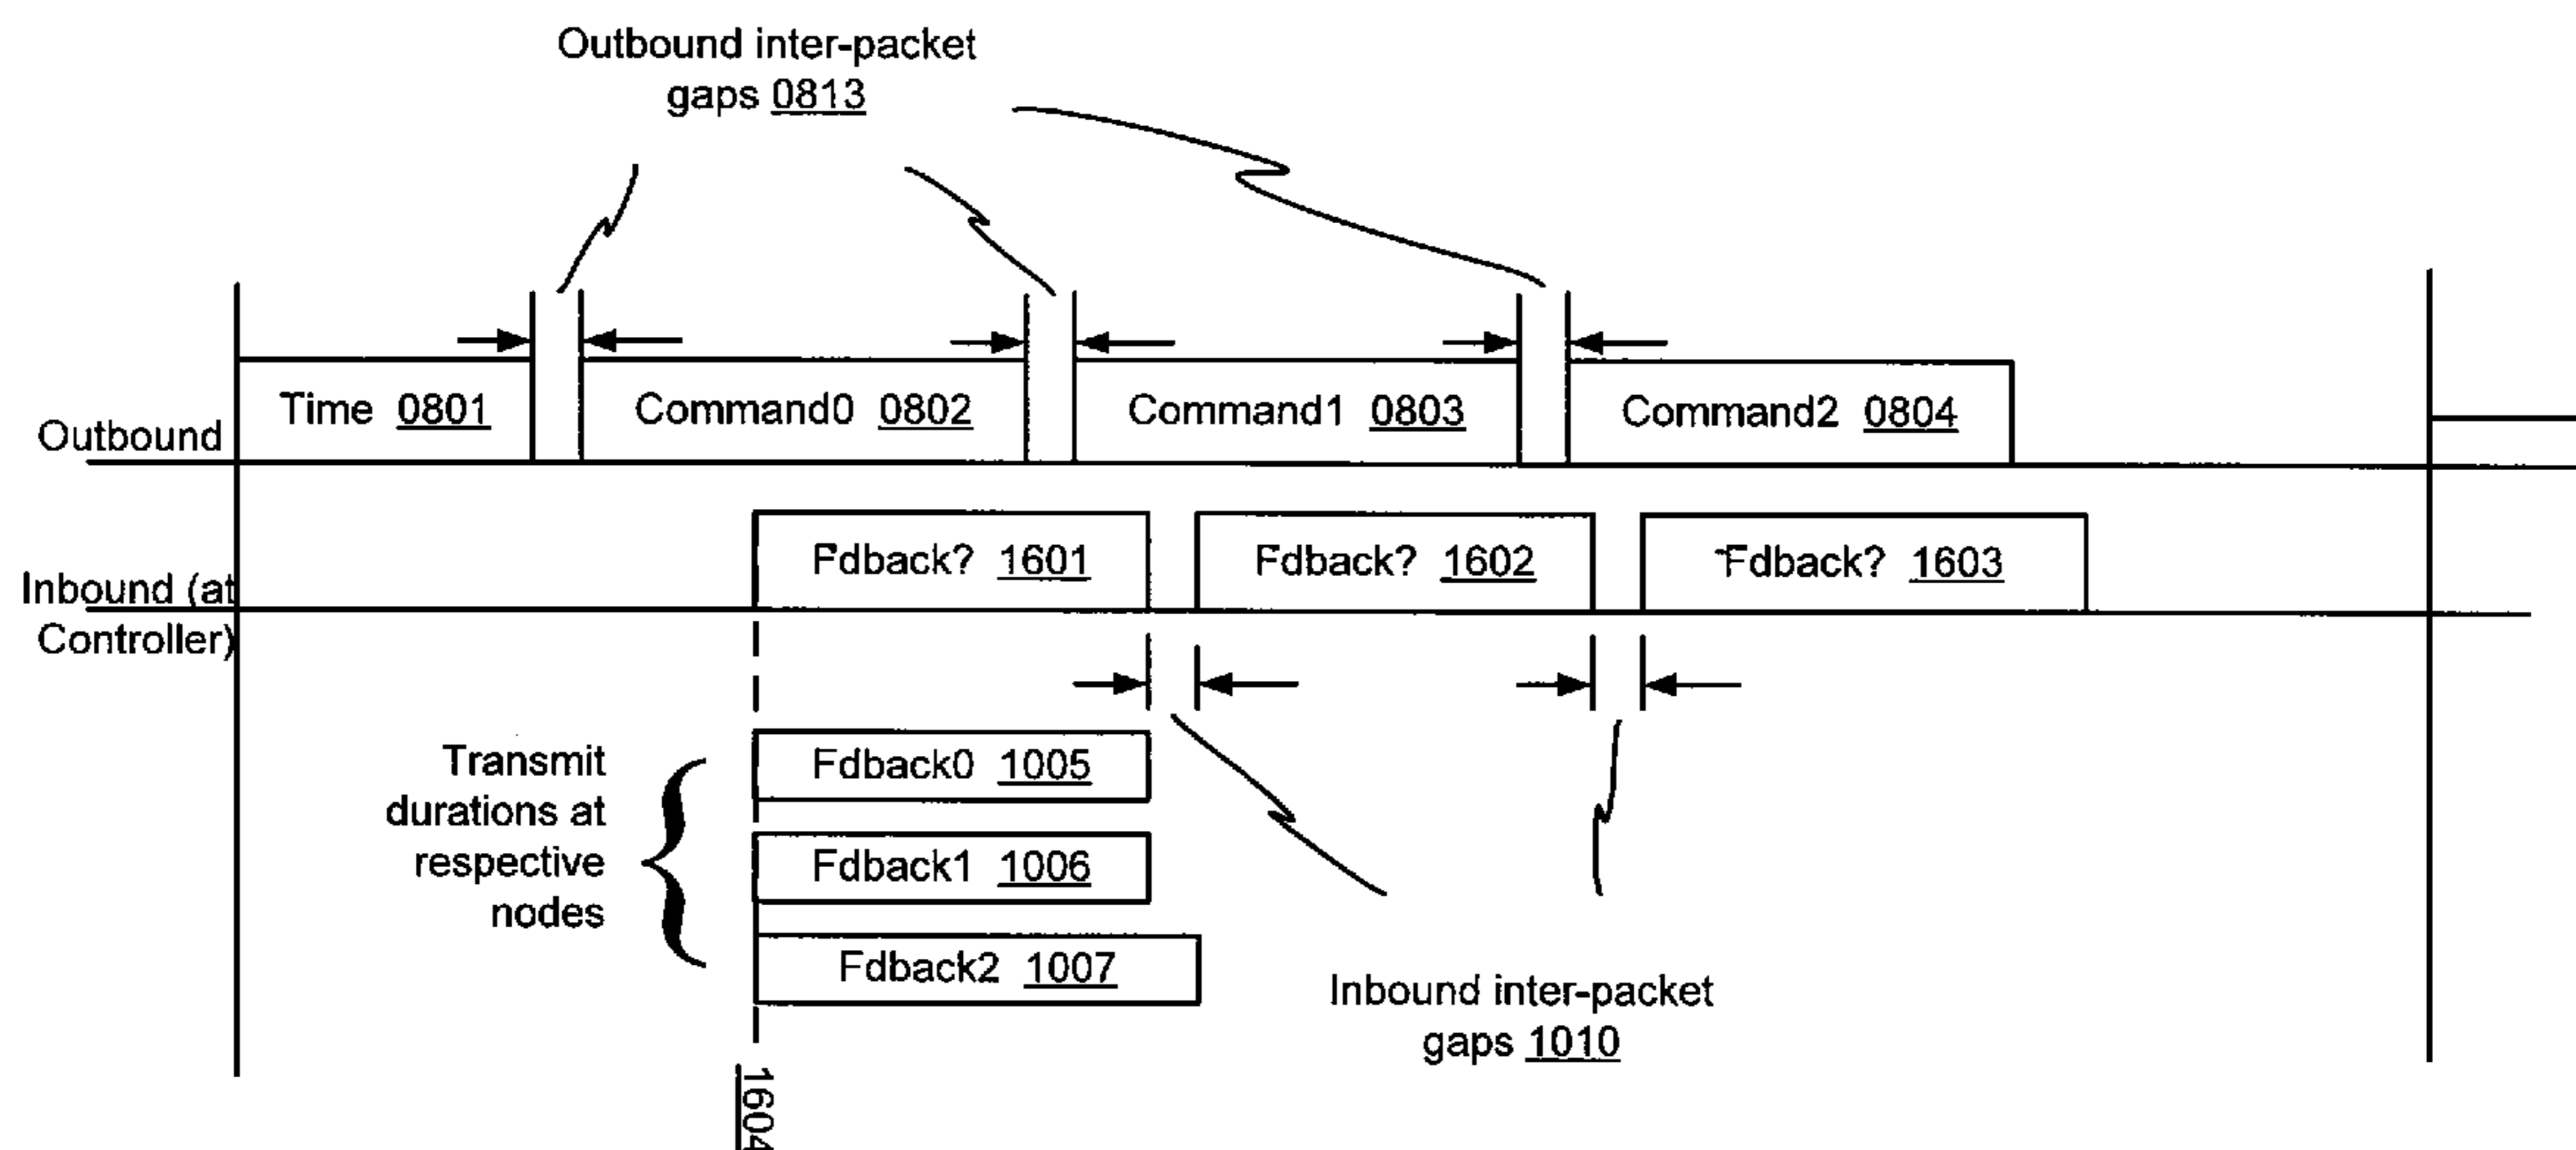 Outbound inter-packet
gaps 0813
Time 0801
Command0 0802
Command1 0803
Command2 0804
Outbound
Fdback? 1601
Fdback? 1602
Fdback? 1603
Inbound (at
Controller)
Transmit
durations at
respective
nodes
Fdback0 1005
Fdback1 1006
Fdback2 1007
Inbound inter-packet
gaps 1010
1604